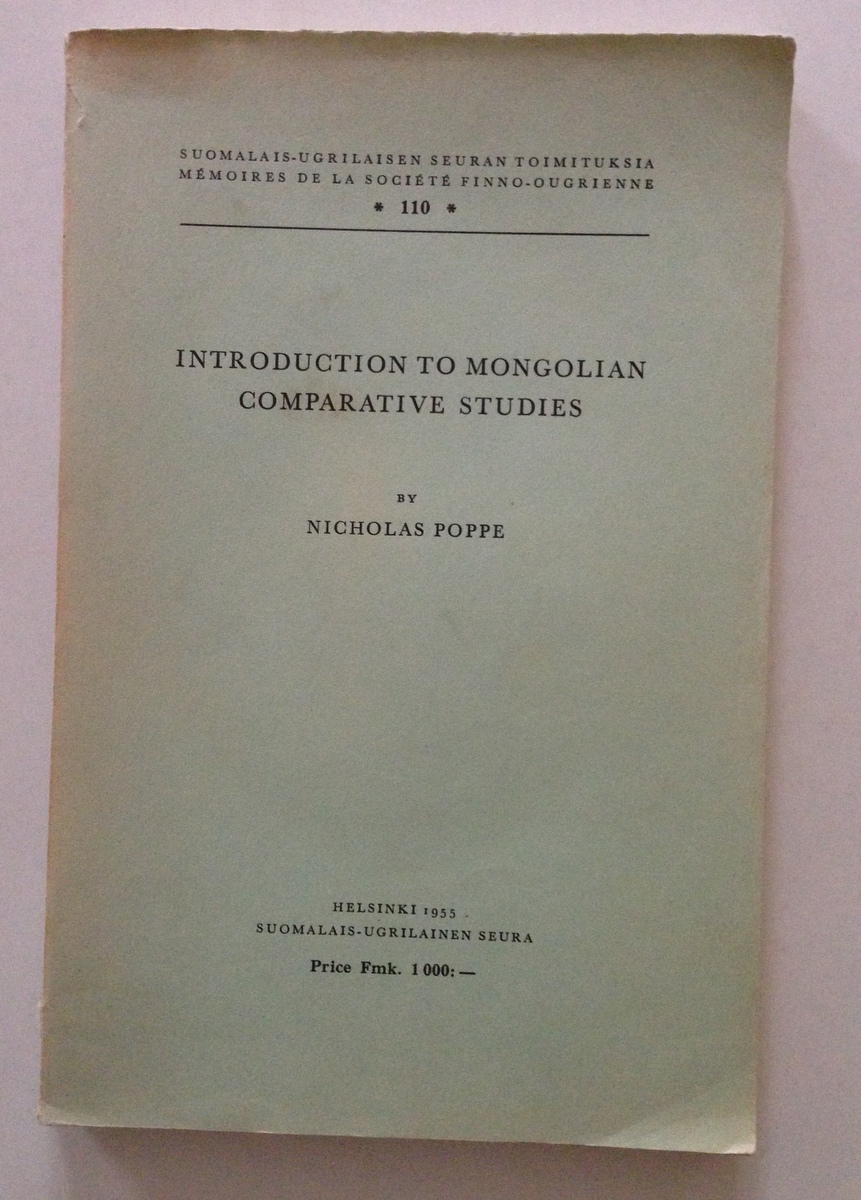 SUOMALAIS-UGRILAISEN SEURAN TOIMITUKSIA
MÉMOIRES DE LA SOCIÉTÉ FINNO-OUGRIENNE
* 110 *
INTRODUCTION TO MONGOLIAN
COMPARATIVE STUDIES
BY
NICHOLAS POPPE
HELSINKI 1955
SUOMALAIS-UGRILAINEN SEURA
Price Fmk. 1 000: —